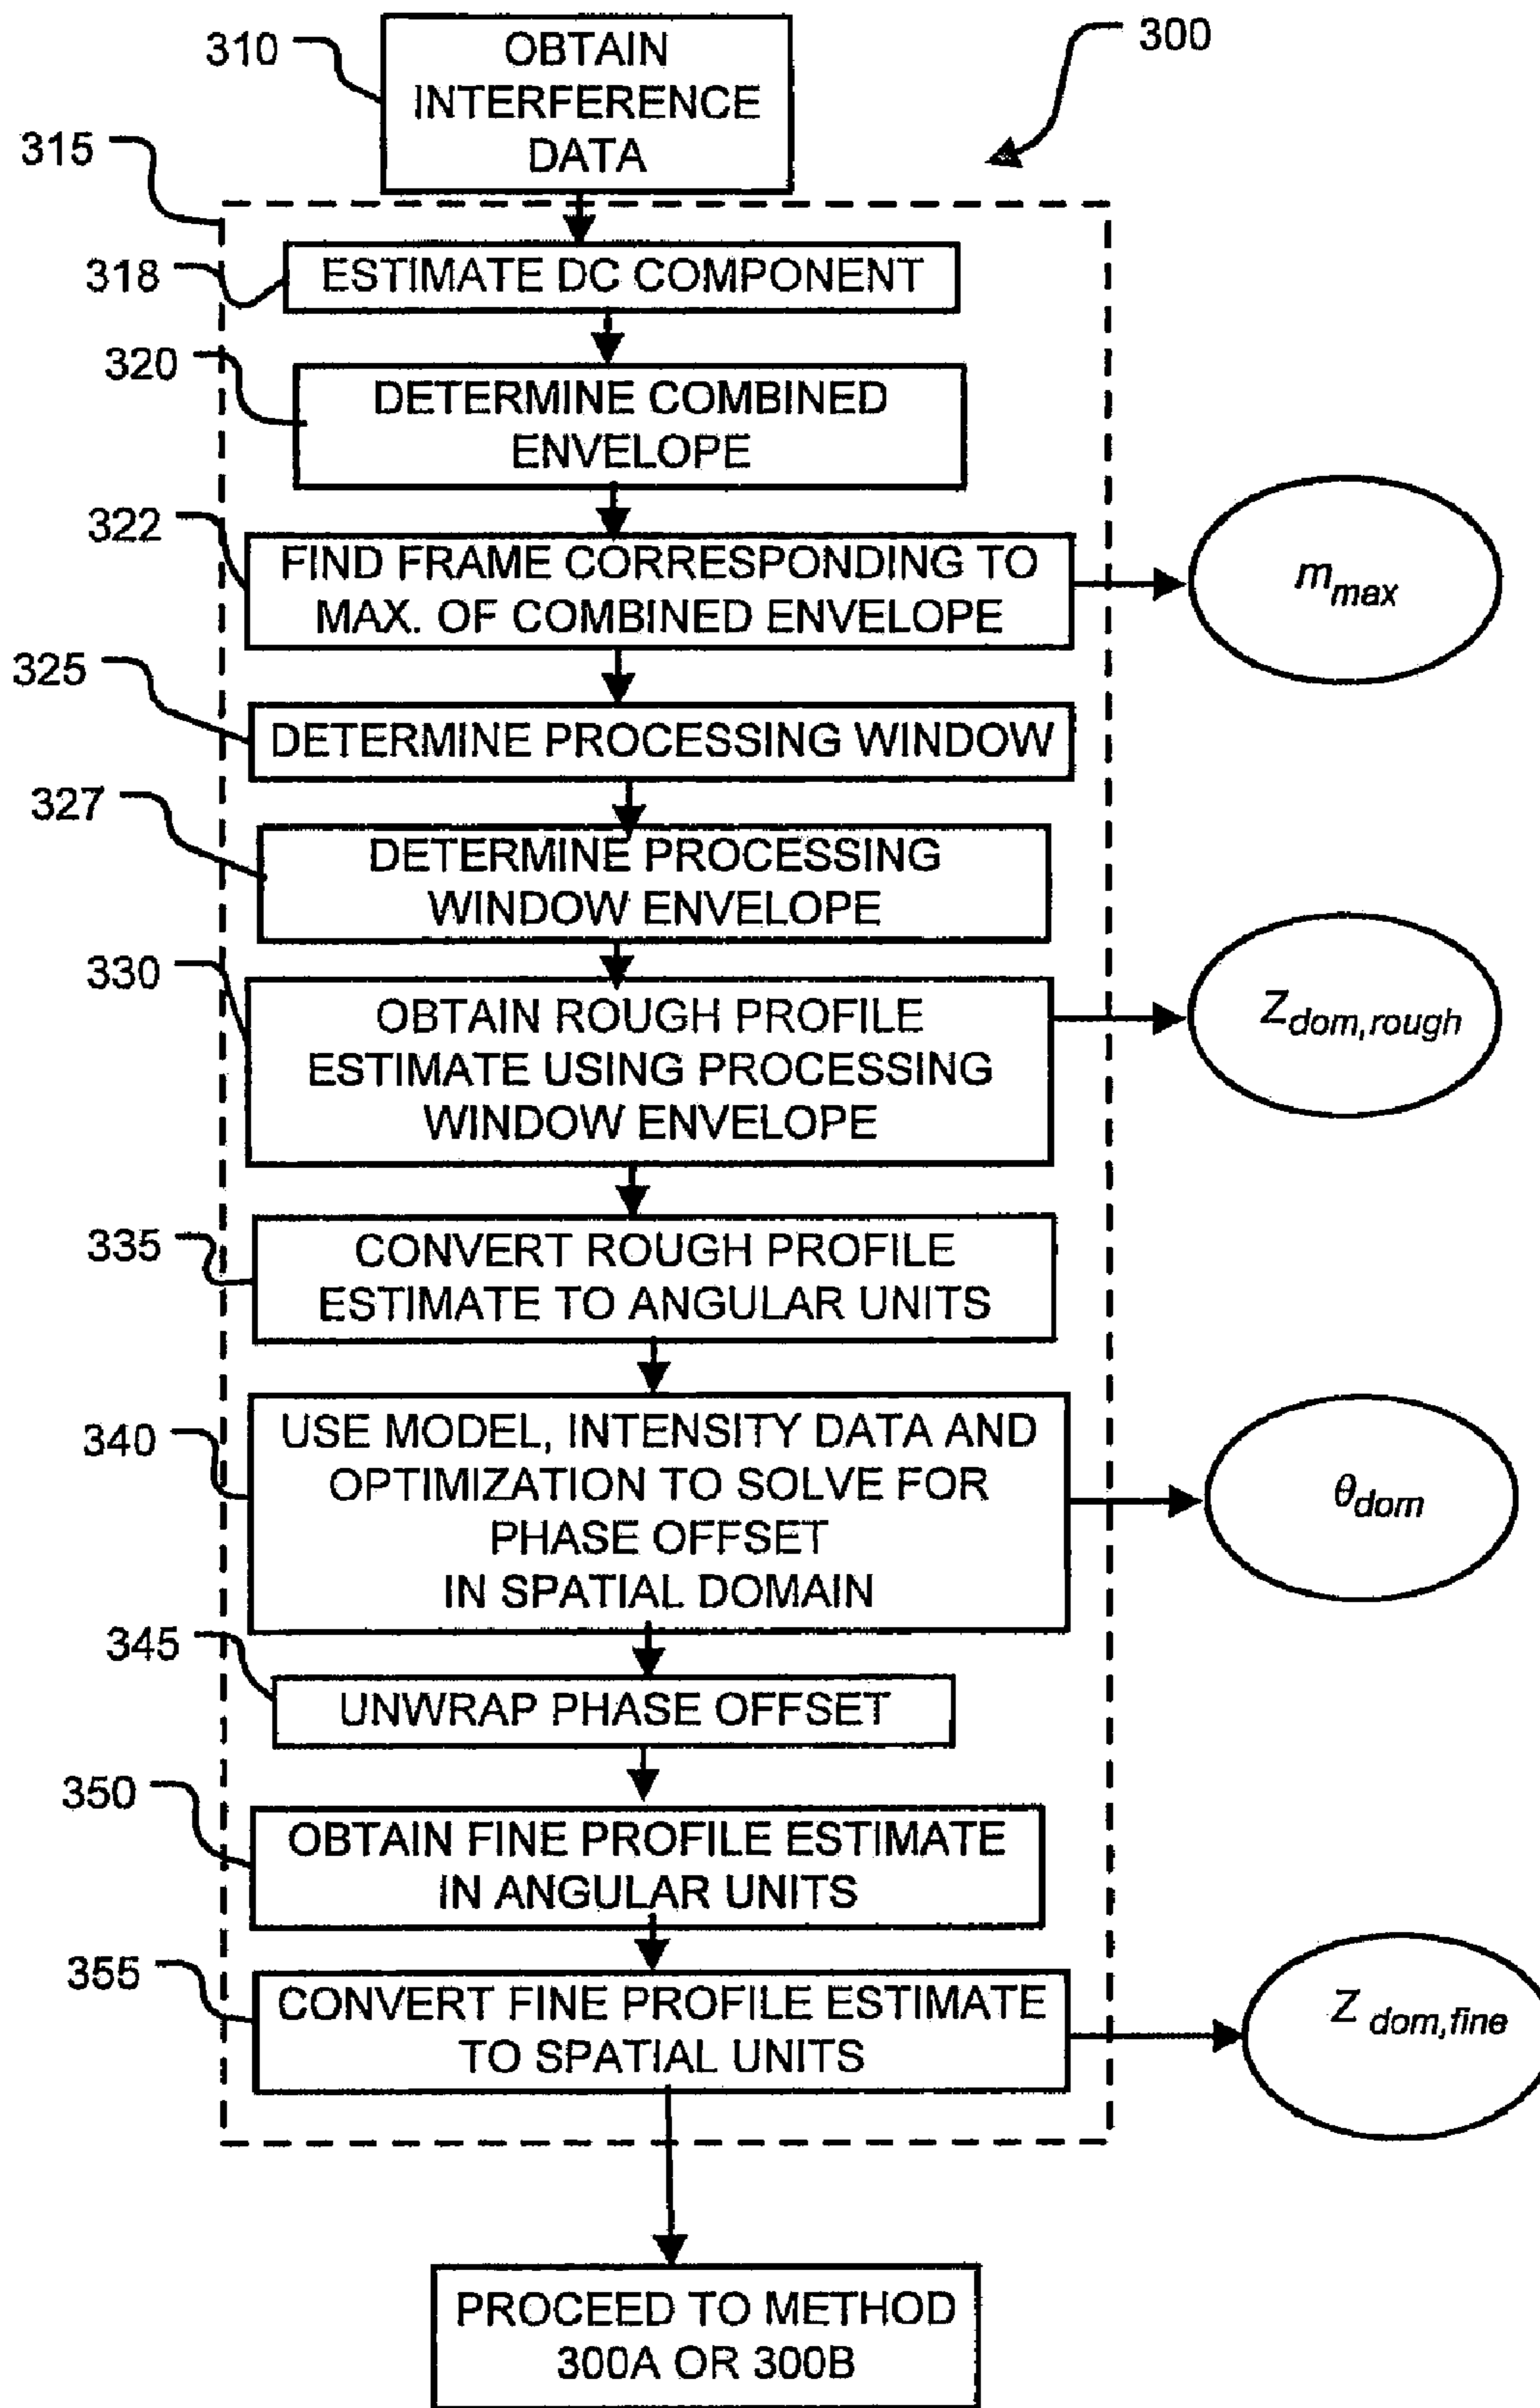 310
OBTAIN
INTERFERENCE
DATA
300
315
318
ESTIMATE DC COMPONENT
320
DETERMINE COMBINED
ENVELOPE
322
FIND FRAME CORRESPONDING TO
MAX. OF COMBINED ENVELOPE
m_max
325
DETERMINE PROCESSING WINDOW
327
DETERMINE PROCESSING
WINDOW ENVELOPE
330
OBTAIN ROUGH PROFILE
ESTIMATE USING PROCESSING
WINDOW ENVELOPE
Z_dom,rough
335
CONVERT ROUGH PROFILE
ESTIMATE TO ANGULAR UNITS
340
USE MODEL, INTENSITY DATA AND
OPTIMIZATION TO SOLVE FOR
PHASE OFFSET
IN SPATIAL DOMAIN
θ_dom
345
UNWRAP PHASE OFFSET
350
OBTAIN FINE PROFILE ESTIMATE
IN ANGULAR UNITS
355
CONVERT FINE PROFILE ESTIMATE
TO SPATIAL UNITS
Z_dom,fine
PROCEED TO METHOD
300A OR 300B